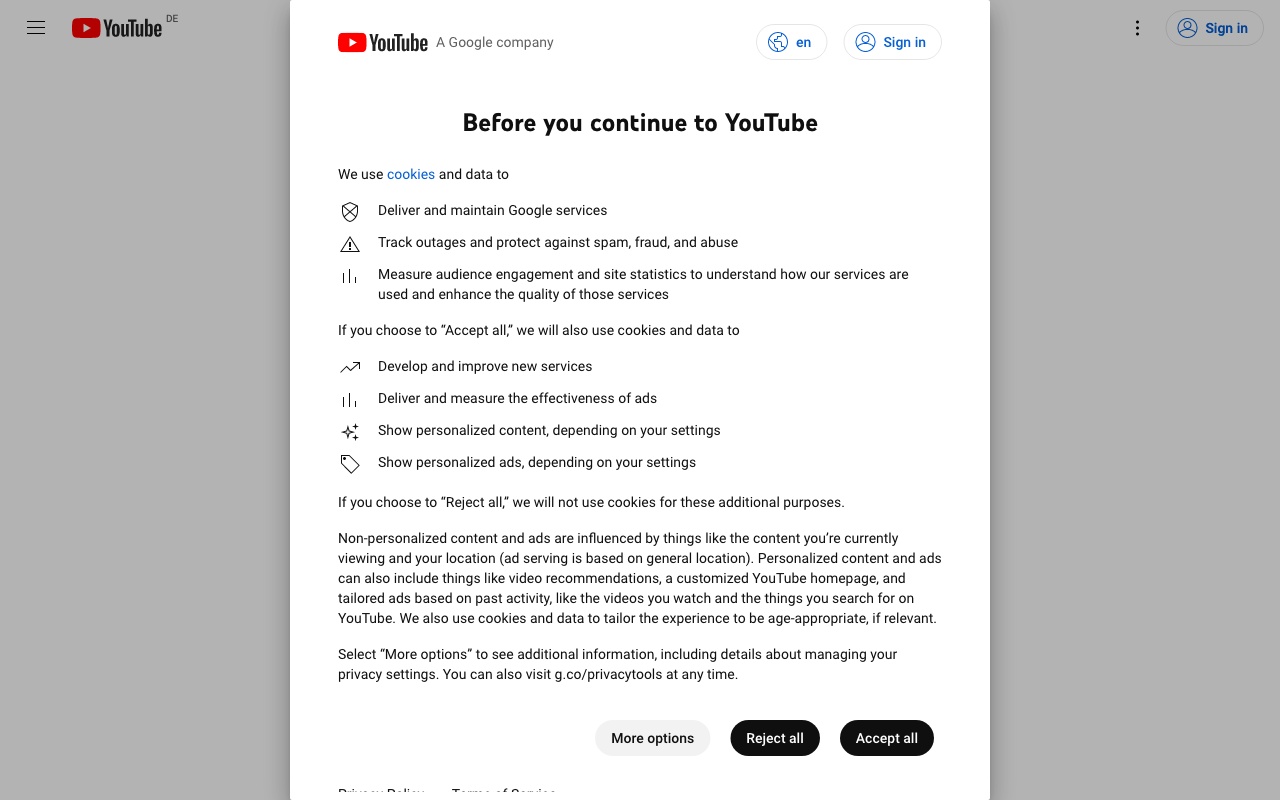 YouTube DE
Sign in
YouTube A Google company
en
Sign in
Before you continue to YouTube
We use cookies and data to
Deliver and maintain Google services
Track outages and protect against spam, fraud, and abuse
Measure audience engagement and site statistics to understand how our services are
used and enhance the quality of those services
If you choose to “Accept all,” we will also use cookies and data to
Develop and improve new services
Deliver and measure the effectiveness of ads
Show personalized content, depending on your settings
Show personalized ads, depending on your settings
If you choose to “Reject all,” we will not use cookies for these additional purposes.
Non-personalized content and ads are influenced by things like the content you’re currently
viewing and your location (ad serving is based on general location). Personalized content and ads
can also include things like video recommendations, a customized YouTube homepage, and
tailored ads based on past activity, like the videos you watch and the things you search for on
YouTube. We also use cookies and data to tailor the experience to be age-appropriate, if relevant.
Select “More options” to see additional information, including details about managing your
privacy settings. You can also visit g.co/privacytools at any time.
More options
Reject all
Accept all
Privacy Policy
Terms of Service